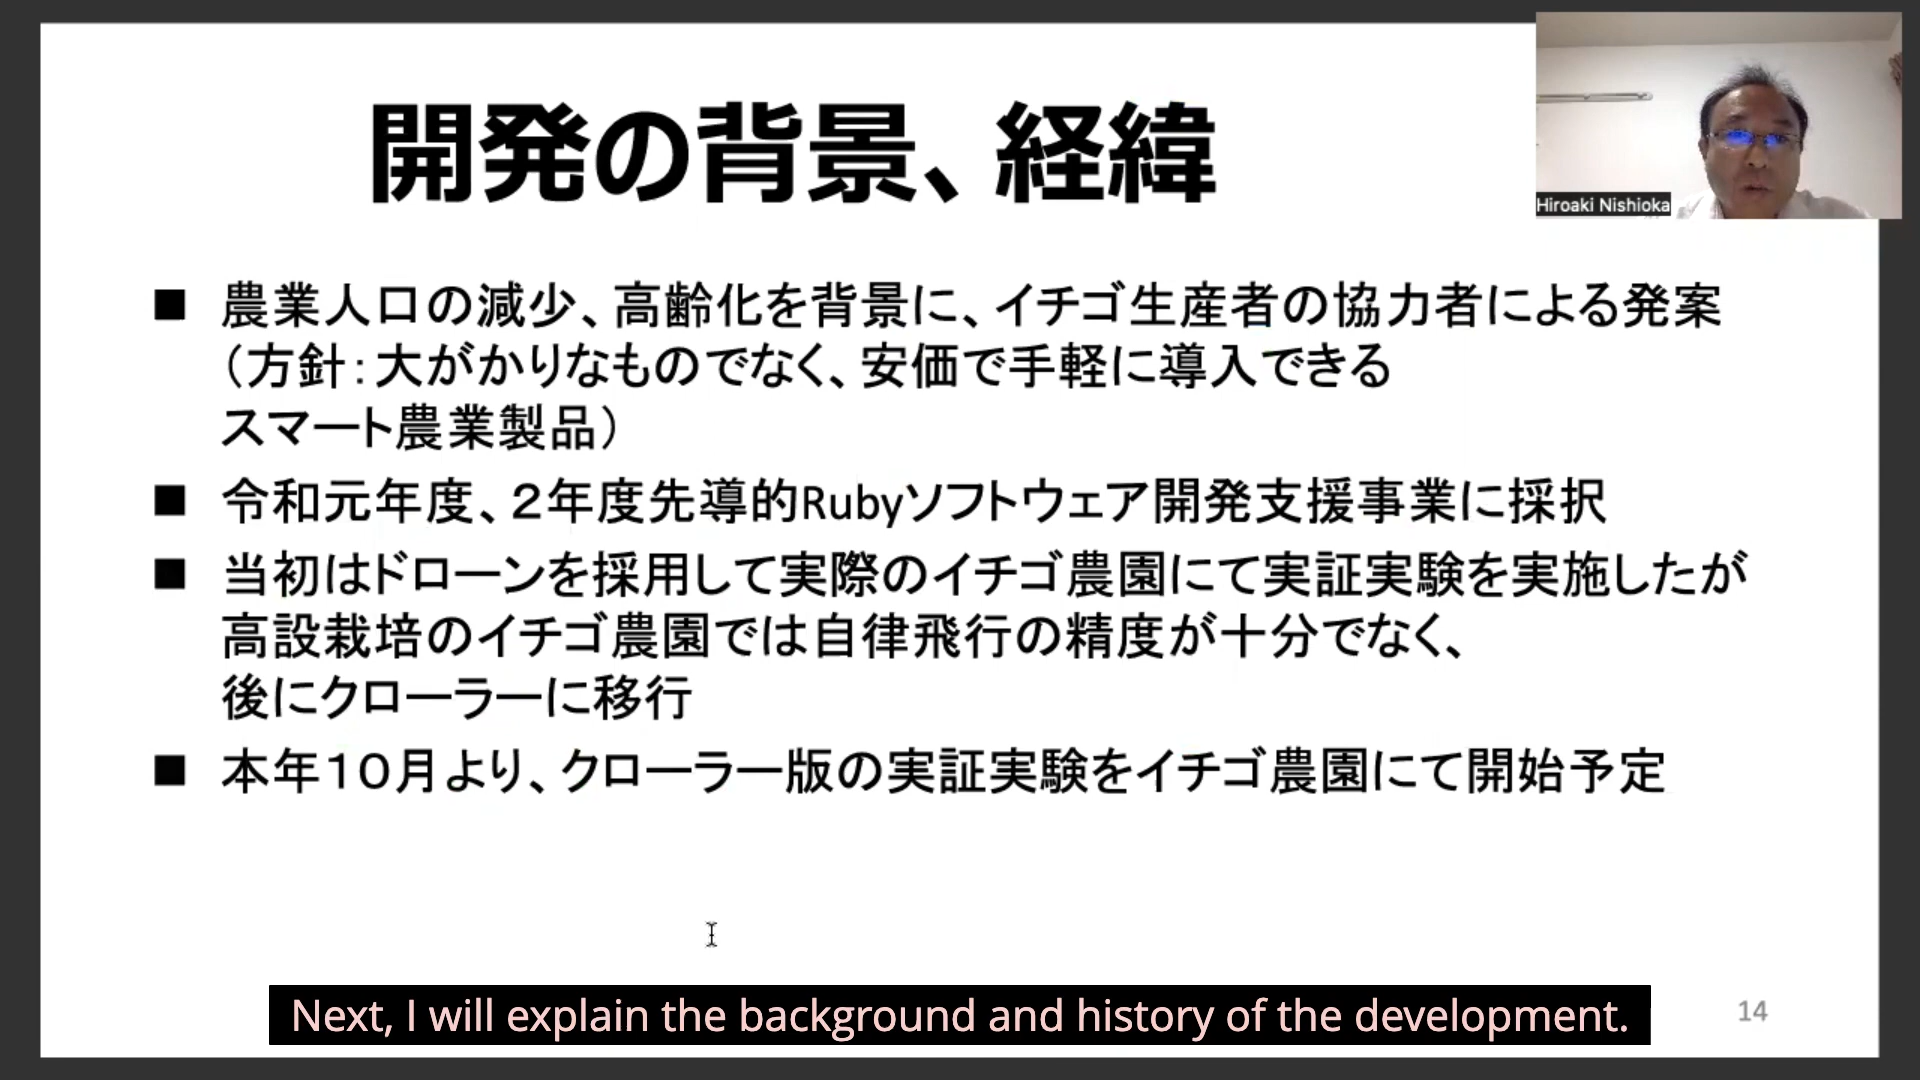 開発の背景、経緯
Hiroaki Nishioka
■ 農業人口の減少、高齢化を背景に、イチゴ生産者の協力者による発案
（方針：大がかりなものでなく、安価で手軽に導入できる
スマート農業製品）
■ 令和元年度、２年度先導的Rubyソフトウェア開発支援事業に採択
■ 当初はドローンを採用して実際のイチゴ農園にて実証実験を実施したが
高設栽培のイチゴ農園では自律飛行の精度が十分でなく、
後にクローラーに移行
■ 本年１０月より、クローラー版の実証実験をイチゴ農園にて開始予定
Next, I will explain the background and history of the development.
14